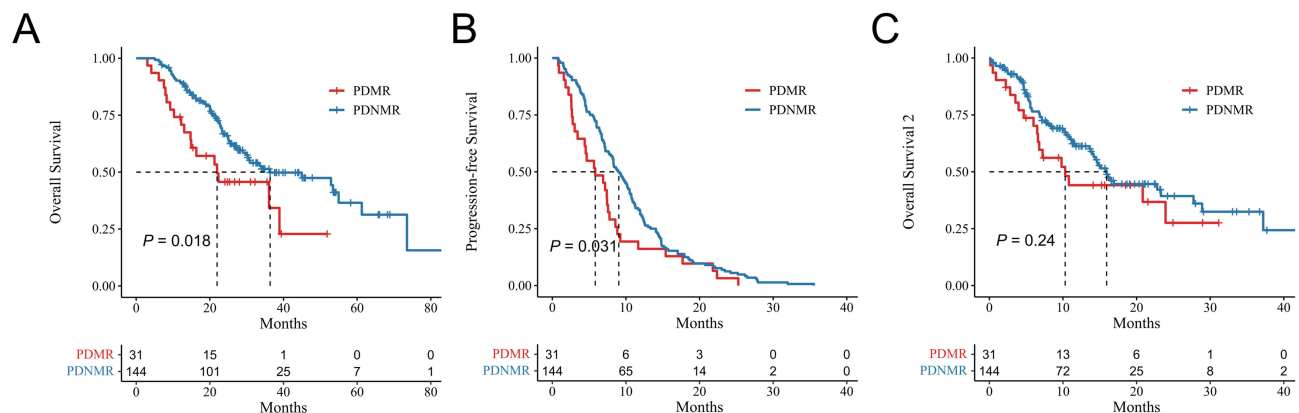 A
1.00
0.75
0.50
0.25
0.00
Overall Survival
PDMR
PDNMR
P = 0.018
0 20 40 60 80
Months
PDMR 31 15 1 0 0
PDNMR 144 101 25 7 1
0 20 40 60 80
Months
B
1.00
0.75
0.50
0.25
0.00
Progression-free Survival
PDMR
PDNMR
P = 0.031
0 10 20 30 40
Months
PDMR 31 6 3 0 0
PDNMR 144 65 14 2 0
0 10 20 30 40
Months
C
1.00
0.75
0.50
0.25
0.00
Overall Survival 2
PDMR
PDNMR
P = 0.24
0 10 20 30 40
Months
PDMR 31 13 6 1 0
PDNMR 144 72 25 8 2
0 10 20 30 40
Months